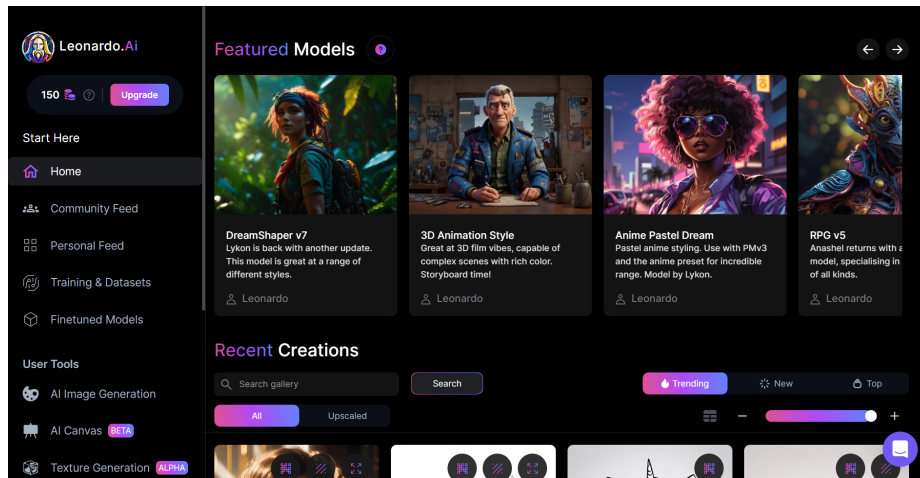 Leonardo.Ai
150
Upgrade
Start Here
Home
Community Feed
Personal Feed
Training & Datasets
Finetuned Models
User Tools
AI Image Generation
AI Canvas BETA
Texture Generation ALPHA
Featured Models
DreamShaper v7
Lykon is back with another update.
This model is great at a range of
different styles.
Leonardo
3D Animation Style
Great at 3D film vibes, capable of
complex scenes with rich color.
Storyboard time!
Leonardo
Anime Pastel Dream
Pastel anime styling. Use with PMv3
and the anime preset for incredible
range. Model by Lykon.
Leonardo
RPG v5
Anashel returns with a
model, specialising in
of all kinds.
Leonardo
Recent Creations
Search gallery
Search
Trending
New
Top
All
Upscaled